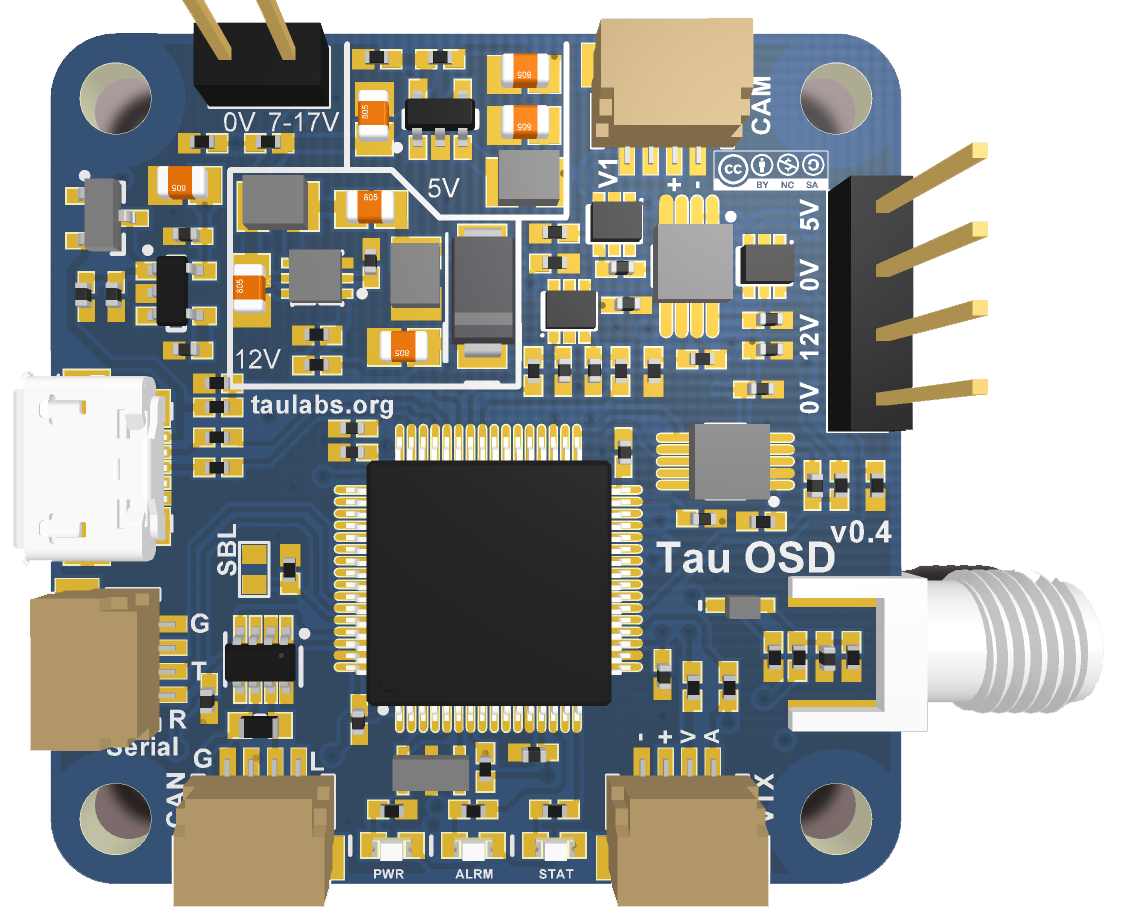 0V 7-17V
CAM
5V
V1
+ -
cc
BY NC SA
5V
0V
12V
0V
805
805
805
805
805
805
805
12V
taulabs.org
SBL
v0.4
Tau OSD
G
T
R
Serial
G
L
CAN
- + V A
VTX
PWR ALRM STAT